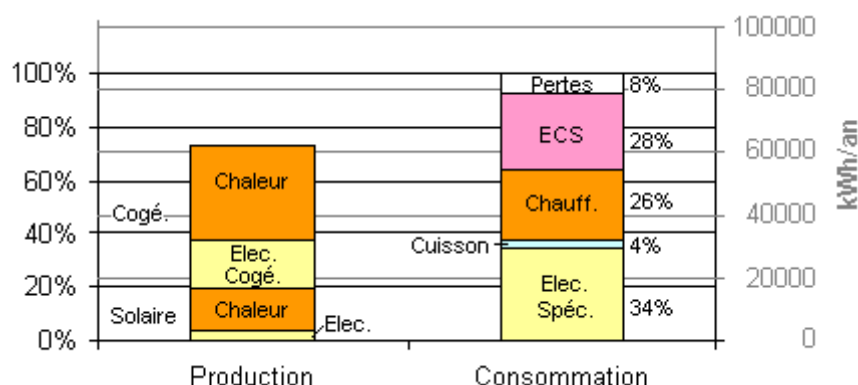 100000
100%
Pertes 8%
80000
80%
ECS 28%
60000
Chaleur
60%
Chauff. 26%
Cogé.
40000
kWh/an
40%
Cuisson 4%
Elec.
Cogé.
20000
20%
Elec.
Spéc. 34%
Solaire Chaleur
Elec.
0% 0
Production Consommation